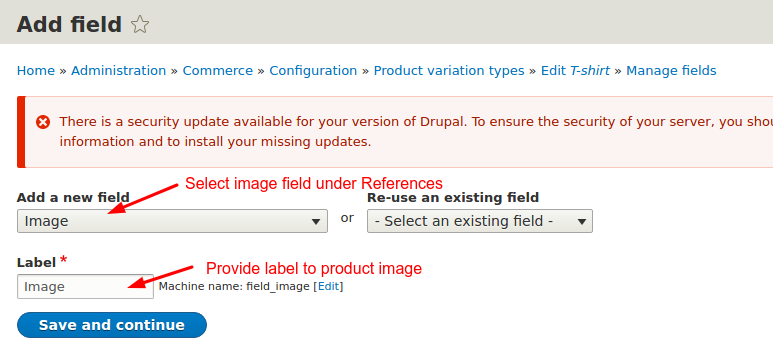 Add field
Home » Administration » Commerce » Configuration » Product variation types » Edit T-shirt » Manage fields
There is a security update available for your version of Drupal. To ensure the security of your server, you shou
information and to install your missing updates.
Select image field under References
Add a new field
Re-use an existing field
Image
or
- Select an existing field -
Label *
Provide label to product image
Image
Machine name: field_image [Edit]
Save and continue